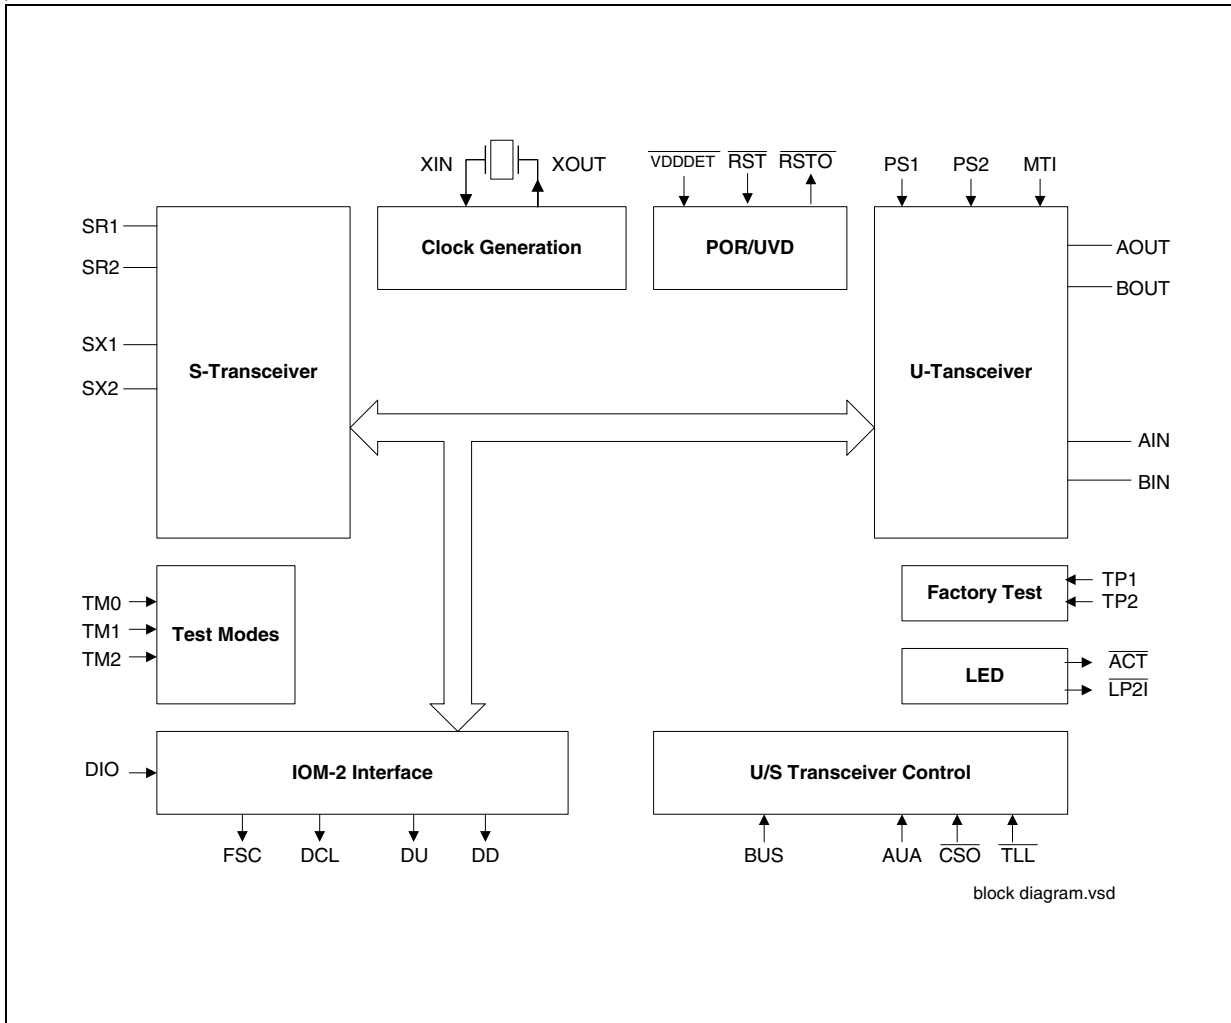 XIN
XOUT
VDDDET
RST
RSTO
PS1
PS2
MTI
SR1
SR2
SX1
SX2
S-Transceiver
Clock Generation
POR/UVD
U-Tansceiver
AOUT
BOUT
AIN
BIN
TM0
TM1
TM2
Test Modes
Factory Test
TP1
TP2
LED
ACT
LP2I
DIO
IOM-2 Interface
U/S Transceiver Control
FSC
DCL
DU
DD
BUS
AUA
CSO
TLL
block diagram.vsd